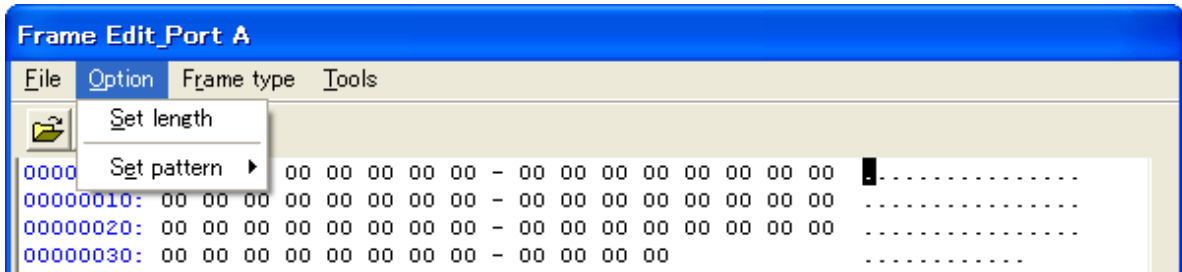 Frame Edit_Port A
File Option Frame type Tools
Set length
Set pattern
0000 00 00 00 00 00 - 00 00 00 00 00 00 00 00 ................
00000010: 00 00 00 00 00 00 00 00 - 00 00 00 00 00 00 00 00 ................
00000020: 00 00 00 00 00 00 00 00 - 00 00 00 00 00 00 00 00 ................
00000030: 00 00 00 00 00 00 00 00 - 00 00 00 00 ............